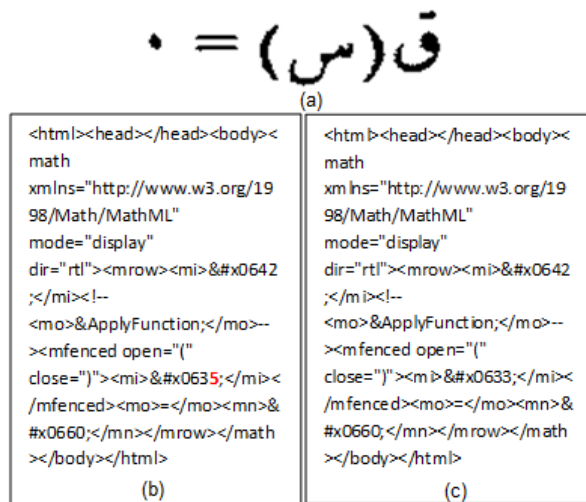 ق(س) = ٠
(a)
<html><head></head><body><
math
xmlns="http://www.w3.org/19
98/Math/MathML"
mode="display"
dir="rtl"><mrow><mi>&#x0642
;</mi><!--
<mo>&ApplyFunction;</mo>--
><mfenced open="("
close=")"><mi>&#x0635;</mi><
/mfenced><mo>=</mo><mn>&
#x0660;</mn></mrow></math
></body></html>
(b)
<html><head></head><body><
math
xmlns="http://www.w3.org/19
98/Math/MathML"
mode="display"
dir="rtl"><mrow><mi>&#x0642
;</mi><!--
<mo>&ApplyFunction;</mo>--
><mfenced open="("
close=")"><mi>&#x0633;</mi><
/mfenced><mo>=</mo><mn>&
#x0660;</mn></mrow></math
></body></html>
(c)